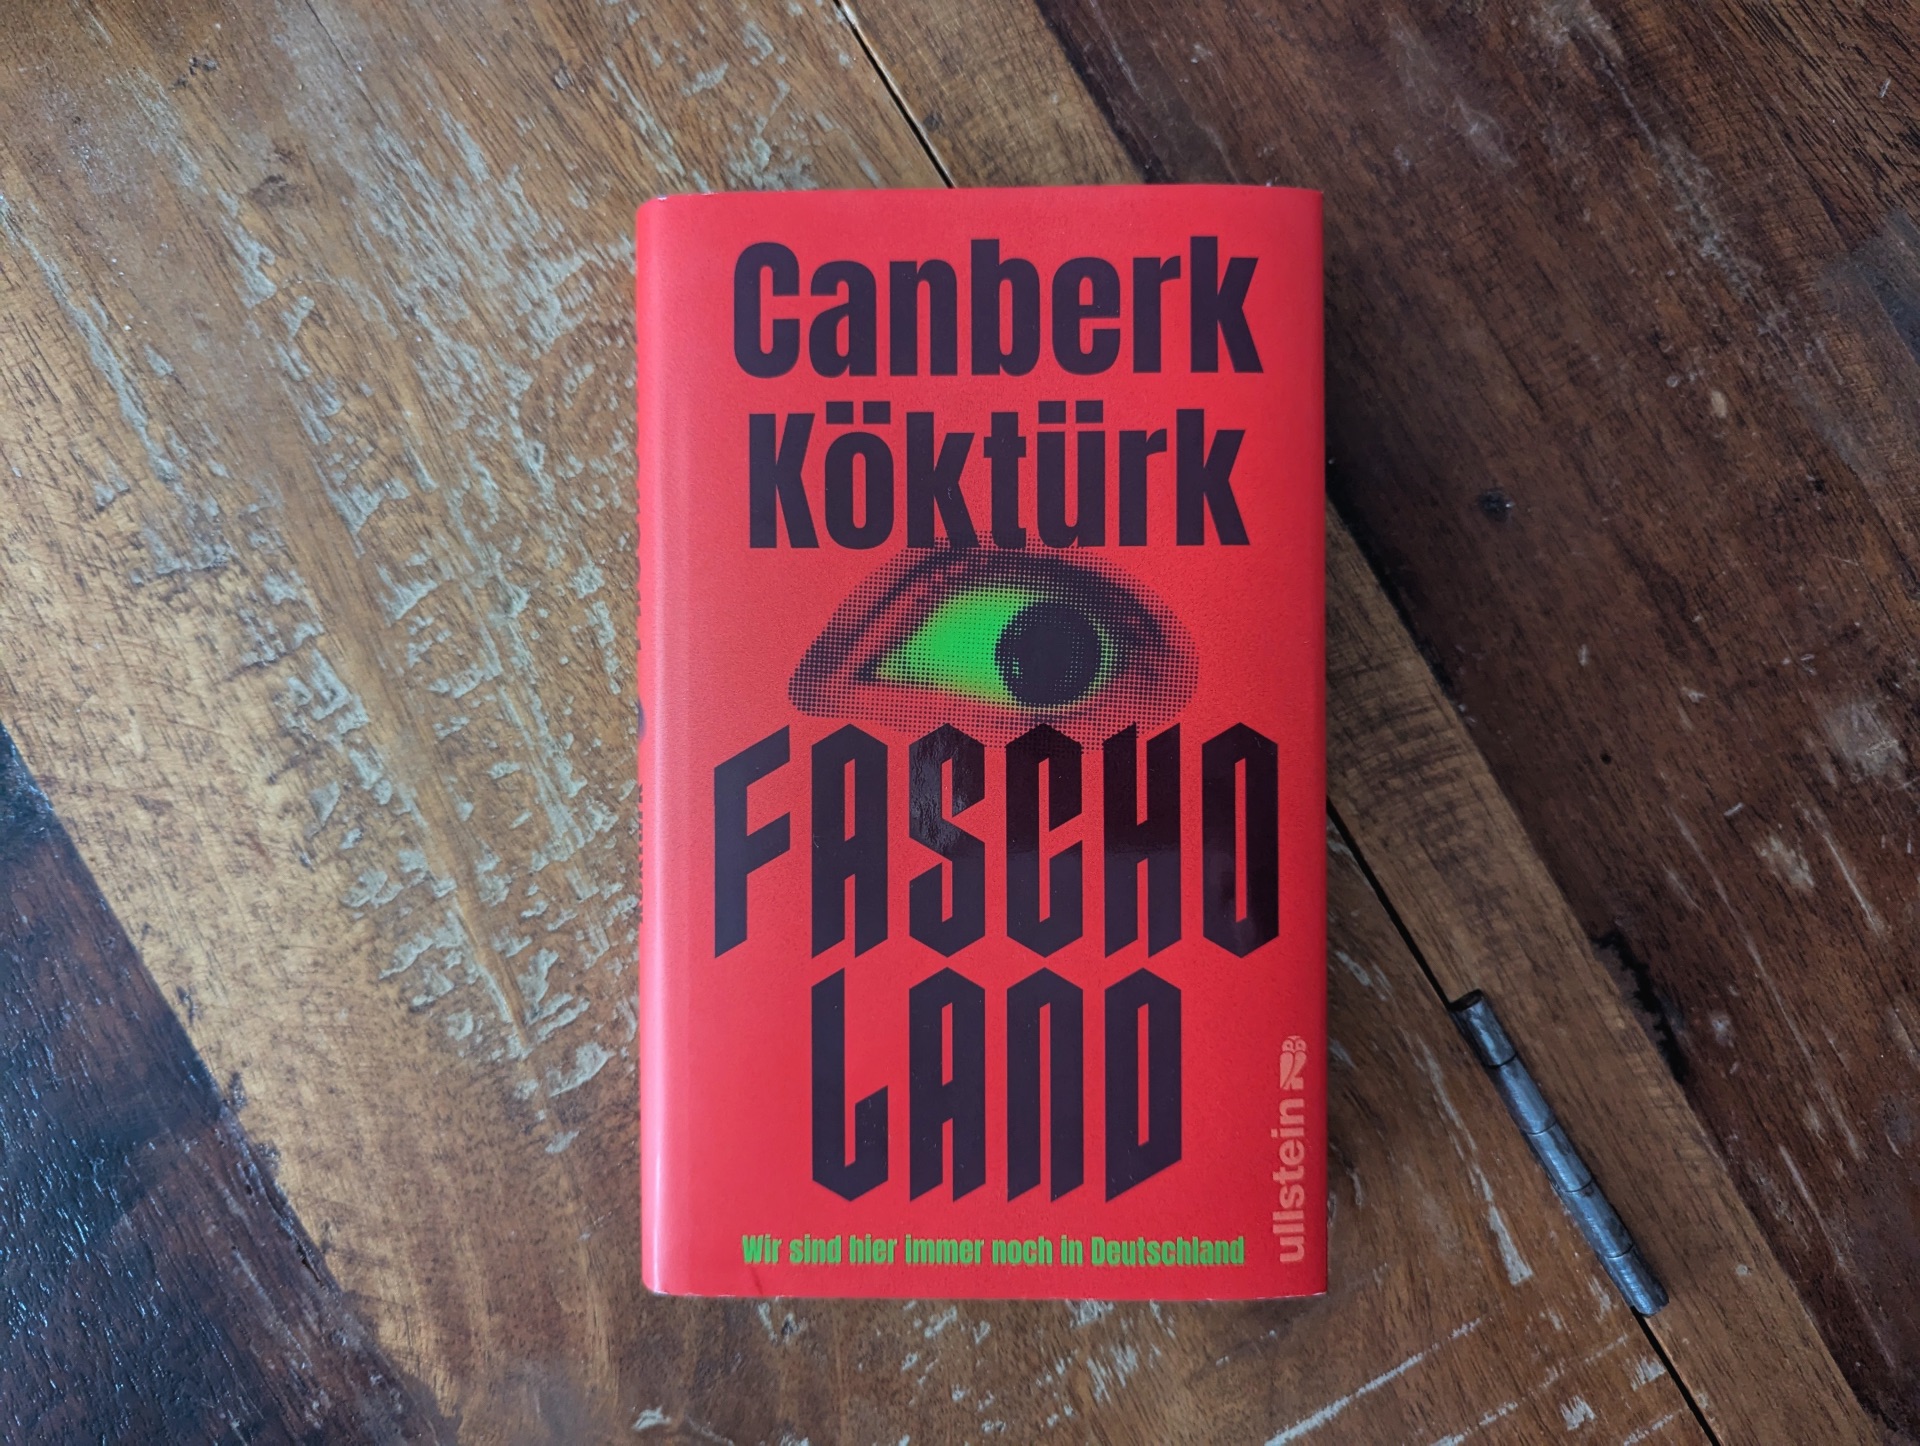 Canberk
Köktürk
FASCHO
LAND
Wir sind hier immer noch in Deutschland
ullstein